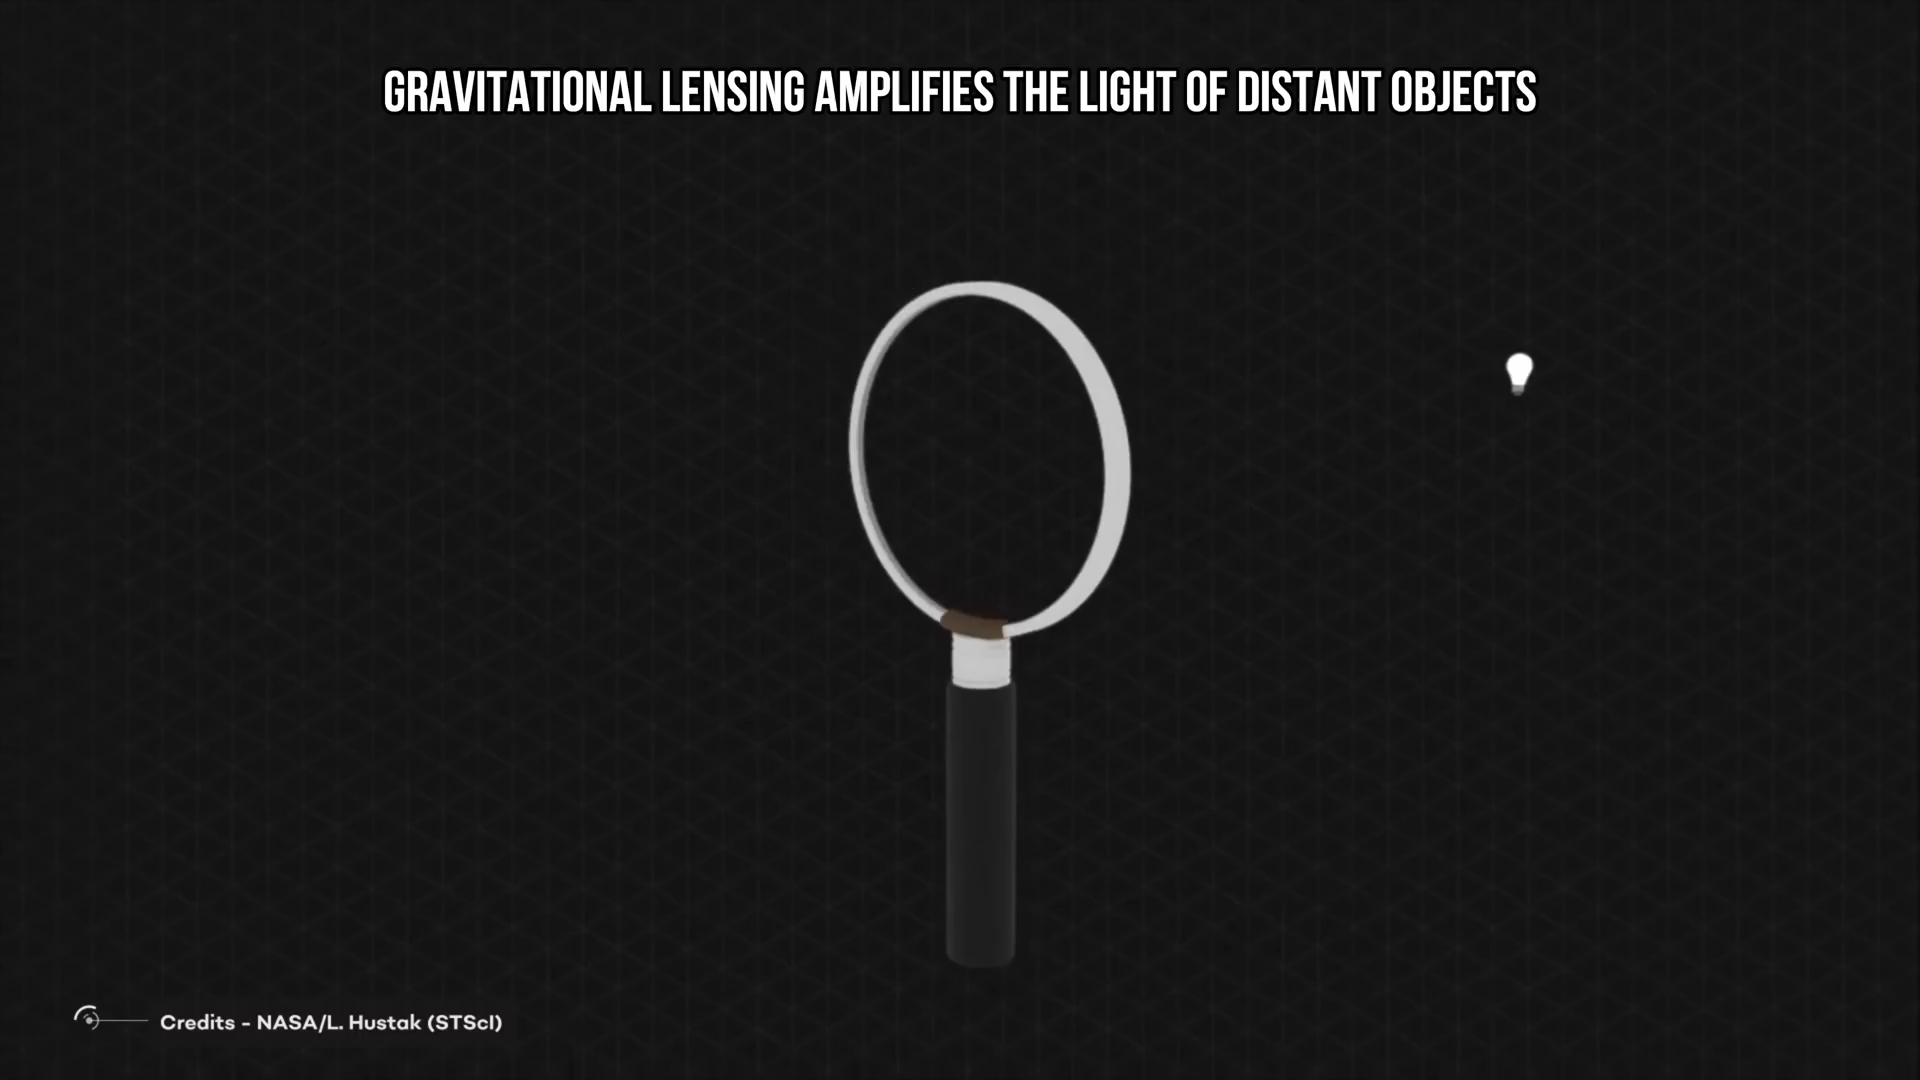 GRAVITATIONAL LENSING AMPLIFIES THE LIGHT OF DISTANT OBJECTS
Credits - NASA/L. Hustak (STScI)